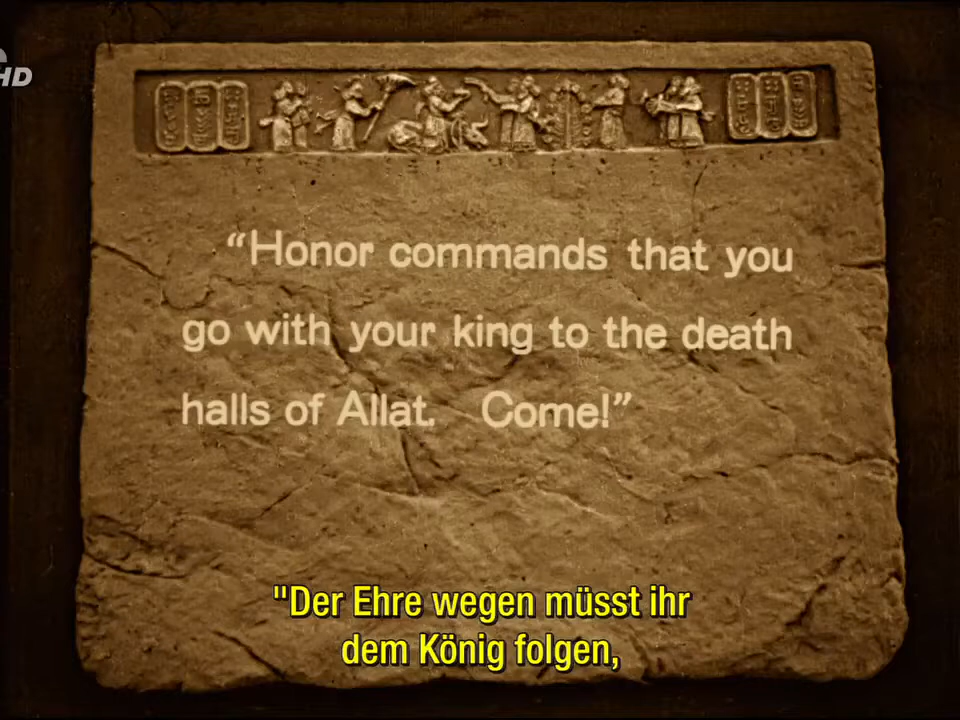 HD
“Honor commands that you
go with your king to the death
halls of Allat. Come!”
"Der Ehre wegen müsst ihr
dem König folgen,